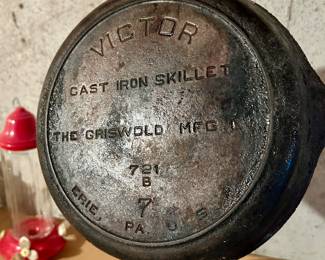 VICTOR
CAST IRON SKILLET
THE GRISWOLD MFG
721
B
7
ERIE, PA U S